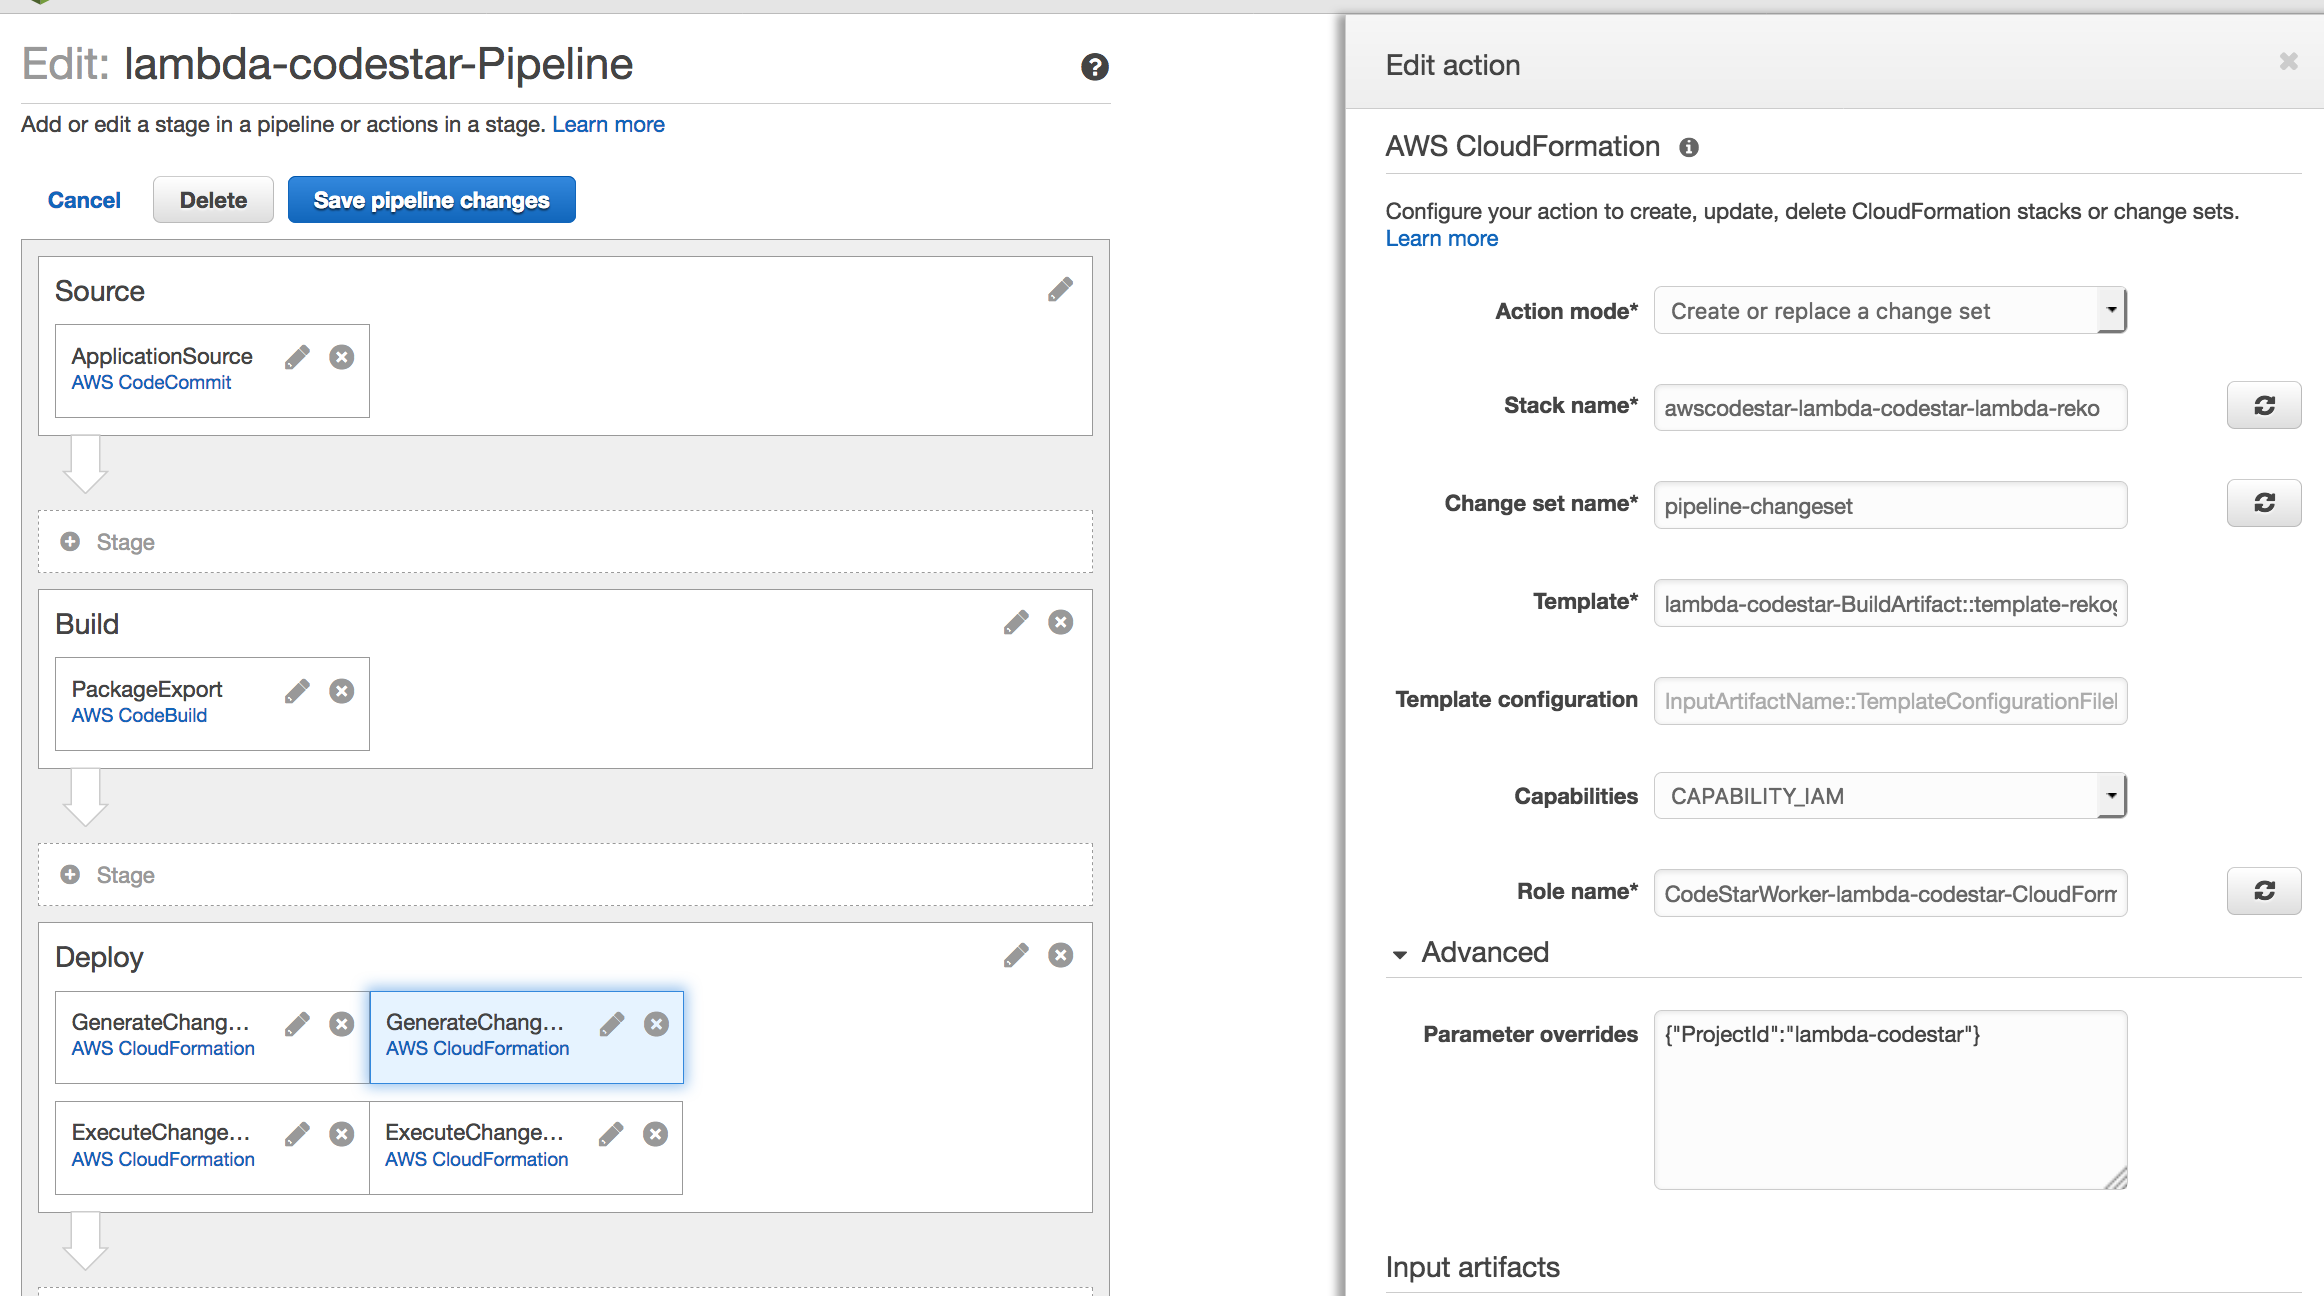 Edit: lambda-codestar-Pipeline
Add or edit a stage in a pipeline or actions in a stage. Learn more
Cancel
Delete
Save pipeline changes
Source
ApplicationSource
AWS CodeCommit
Stage
Build
PackageExport
AWS CodeBuild
Stage
Deploy
GenerateChang...
AWS CloudFormation
GenerateChang...
AWS CloudFormation
ExecuteChange...
AWS CloudFormation
ExecuteChange...
AWS CloudFormation
Edit action
AWS CloudFormation
Configure your action to create, update, delete CloudFormation stacks or change sets.
Learn more
Action mode* Create or replace a change set
Stack name* awscodestar-lambda-codestar-lambda-reko
Change set name* pipeline-changeset
Template* lambda-codestar-BuildArtifact::template-rekog
Template configuration InputArtifactName::TemplateConfigurationFile
Capabilities CAPABILITY_IAM
Role name* CodeStarWorker-lambda-codestar-CloudForm
Advanced
Parameter overrides {"ProjectId":"lambda-codestar"}
Input artifacts